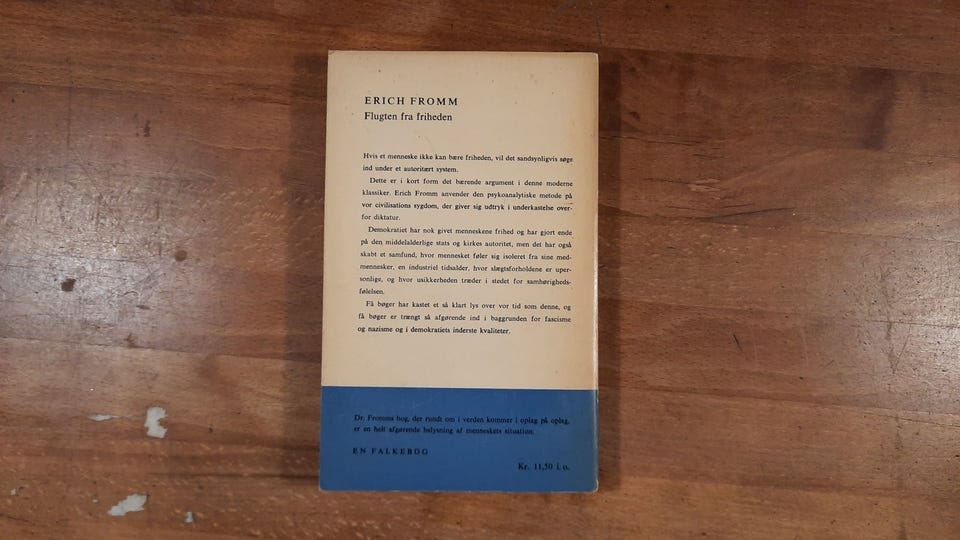 ERICH FROMM
Flugten fra friheden
Hvis et menneske ikke kan bære friheden, vil det sandsynligvis søge
ind under et autoritært system.
Dette er i kort form det bærende argument i denne moderne
klassiker. Erich Fromm anvender den psykoanalytiske metode på
vor civilisations sygdom, der giver sig udtryk i underkastelse over-
for diktatur.
Demokratiet har nok givet menneskene frihed og har gjort ende
på den middelalderlige stats og kirkes autoritet, men det har også
skabt et samfund, hvor mennesket føler sig isoleret fra sine med-
mennesker, en industriel tidsalder, hvor slægtsforholdene er uper-
sonlige, og hvor usikkerheden træder i stedet for samhørigheds-
følelsen.
Få bøger har kastet et så klart lys over vor tid som denne, og
få bøger er trængt så afgørende ind i baggrunden for fascisme
og nazisme og i demokratiets inderste kvaliteter.
Dr. Fromms bog, der rundt om i verden kommer i oplag på oplag,
er en helt afgørende belysning af menneskets situation.
EN FALKEBOG
Kr. 11,50 i. o.